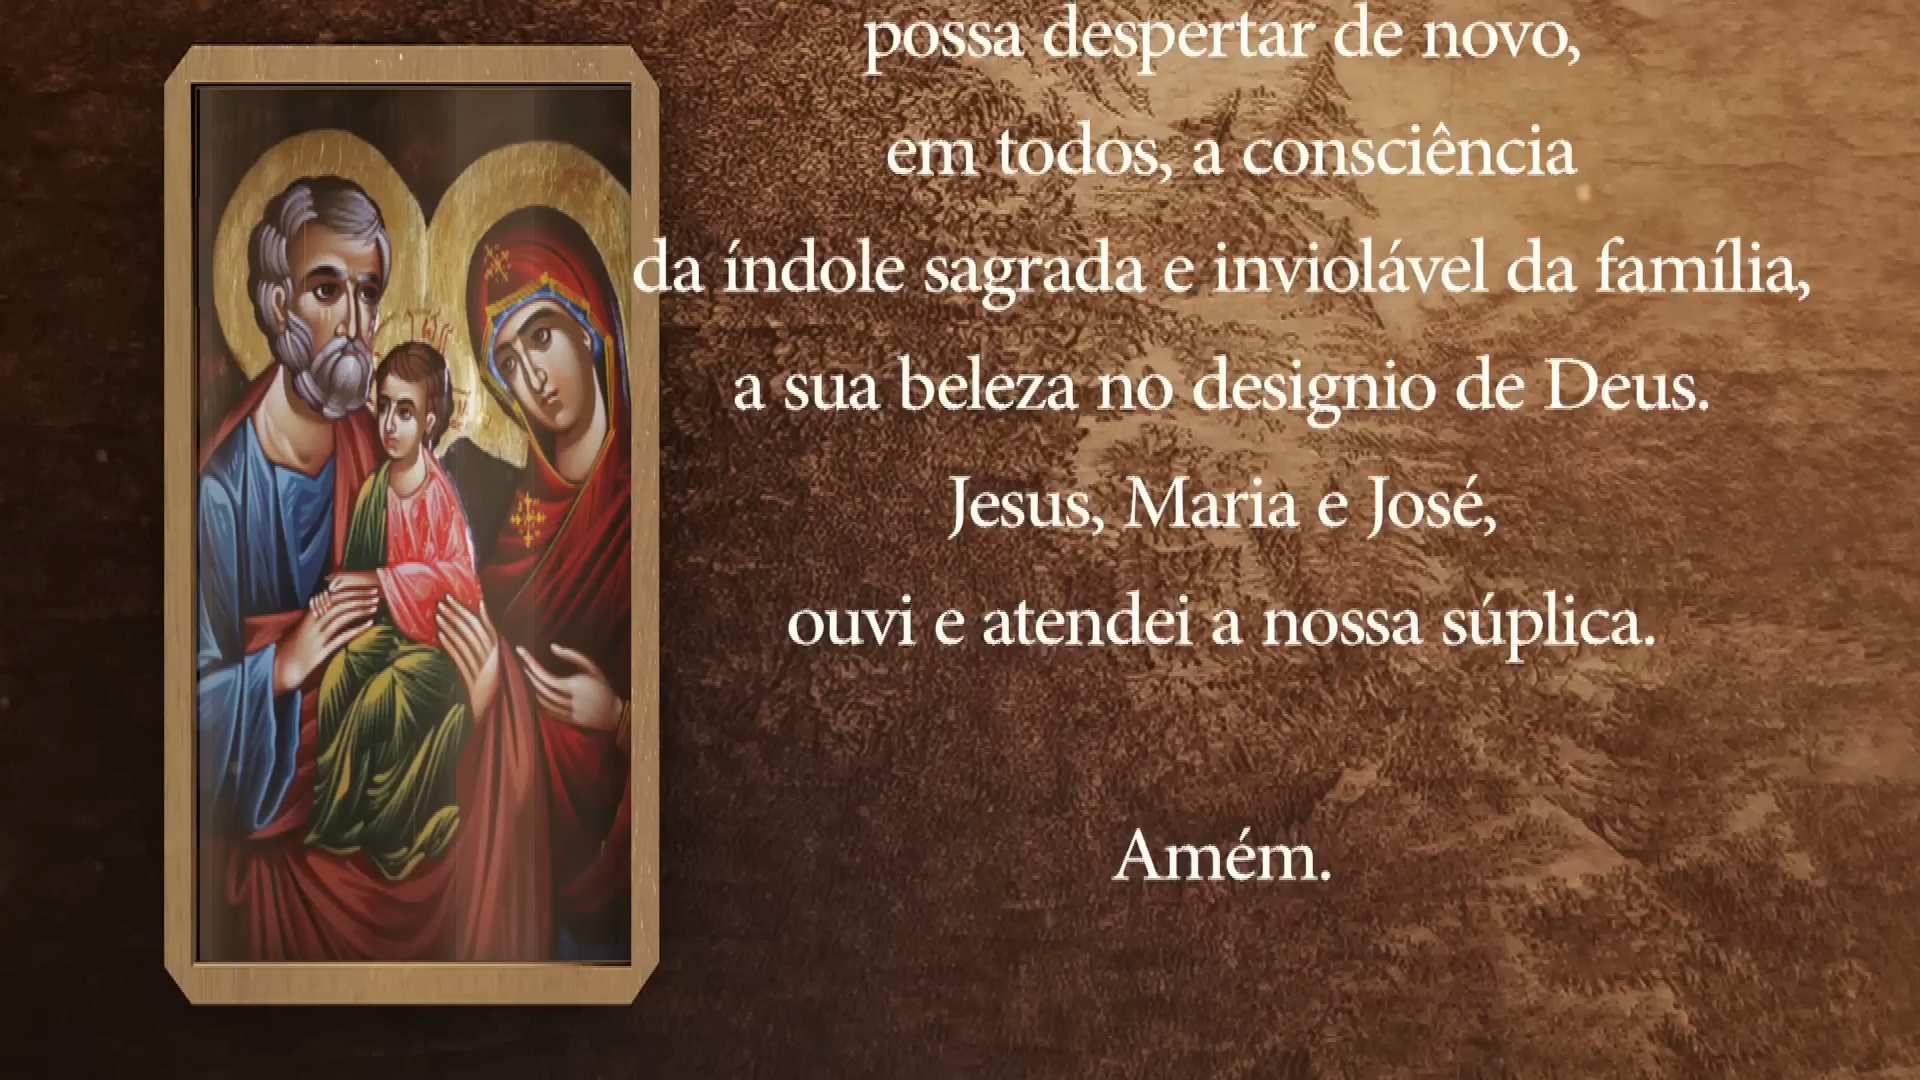 possa despertar de novo,
em todos, a consciência
da índole sagrada e inviolável da família,
a sua beleza no designio de Deus.
Jesus, Maria e José,
ouvi e atendei a nossa súplica.
Amém.